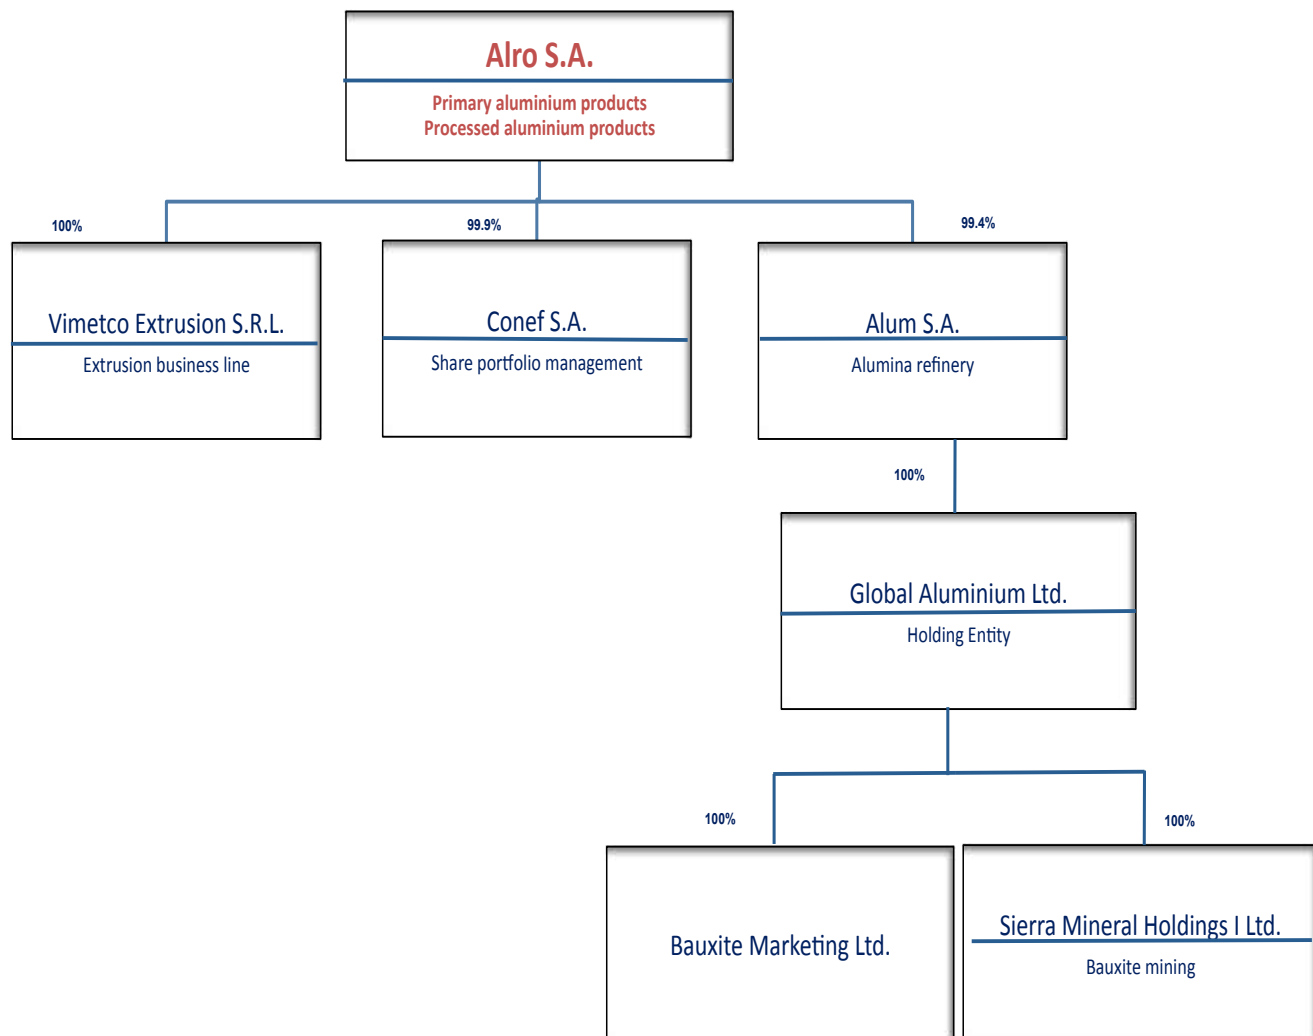 Alro S.A.
Primary aluminium products
Processed aluminium products
100%
99.9%
99.4%
Vimetco Extrusion S.R.L.
Extrusion business line
Conef S.A.
Share portfolio management
Alum S.A.
Alumina refinery
100%
Global Aluminium Ltd.
Holding Entity
100%
100%
Bauxite Marketing Ltd.
Sierra Mineral Holdings I Ltd.
Bauxite mining